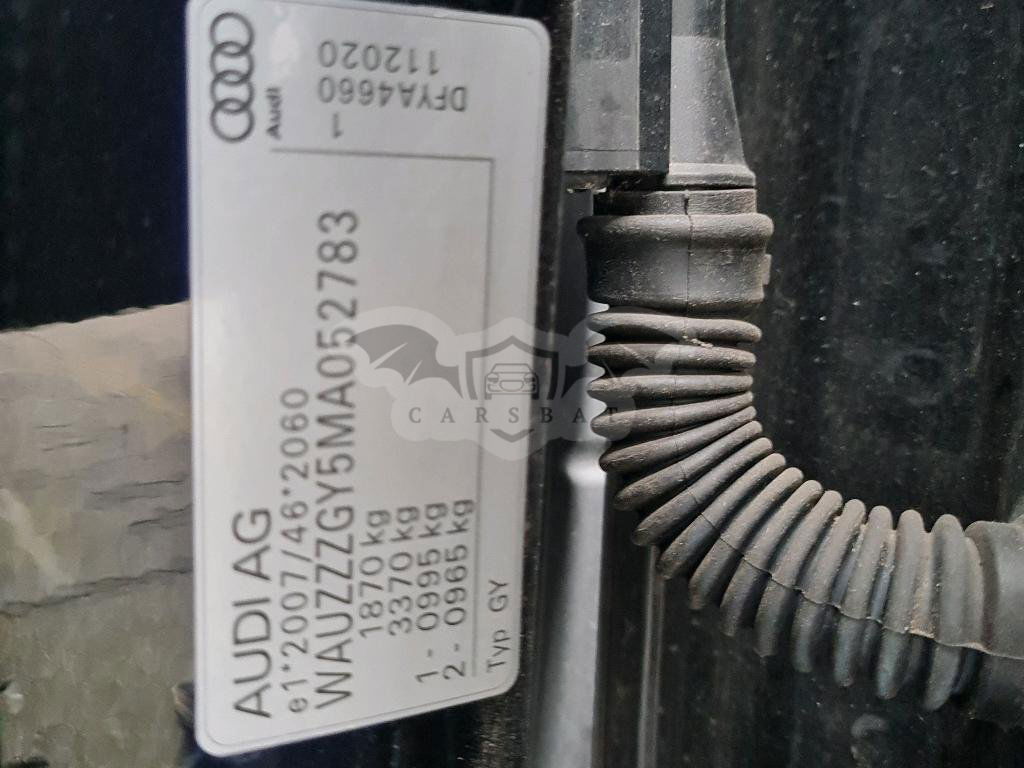 AUDI AG
Audi
e1*2007/46*2060
WAUZZZGY5MA052783
1870 kg
3370 kg
1 - 0995 kg
2 - 0965 kg
Typ GY
1
DFYA4660
112020
CARSBAT